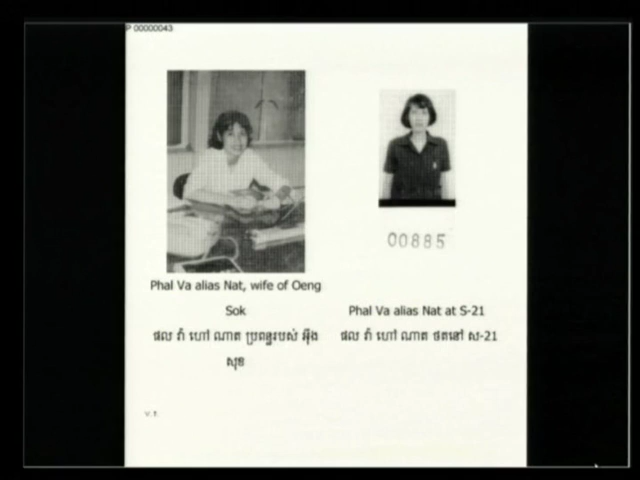 P 00000043
00885
Phal Va alias Nat, wife of Oeng
Sok
ផល វ៉ា ហៅ ណាត ប្រពន្ធរបស់ អ៊ឹង
សុខ
Phal Va alias Nat at S-21
ផល វ៉ា ហៅ ណាត ថតនៅ ស-21
v.1